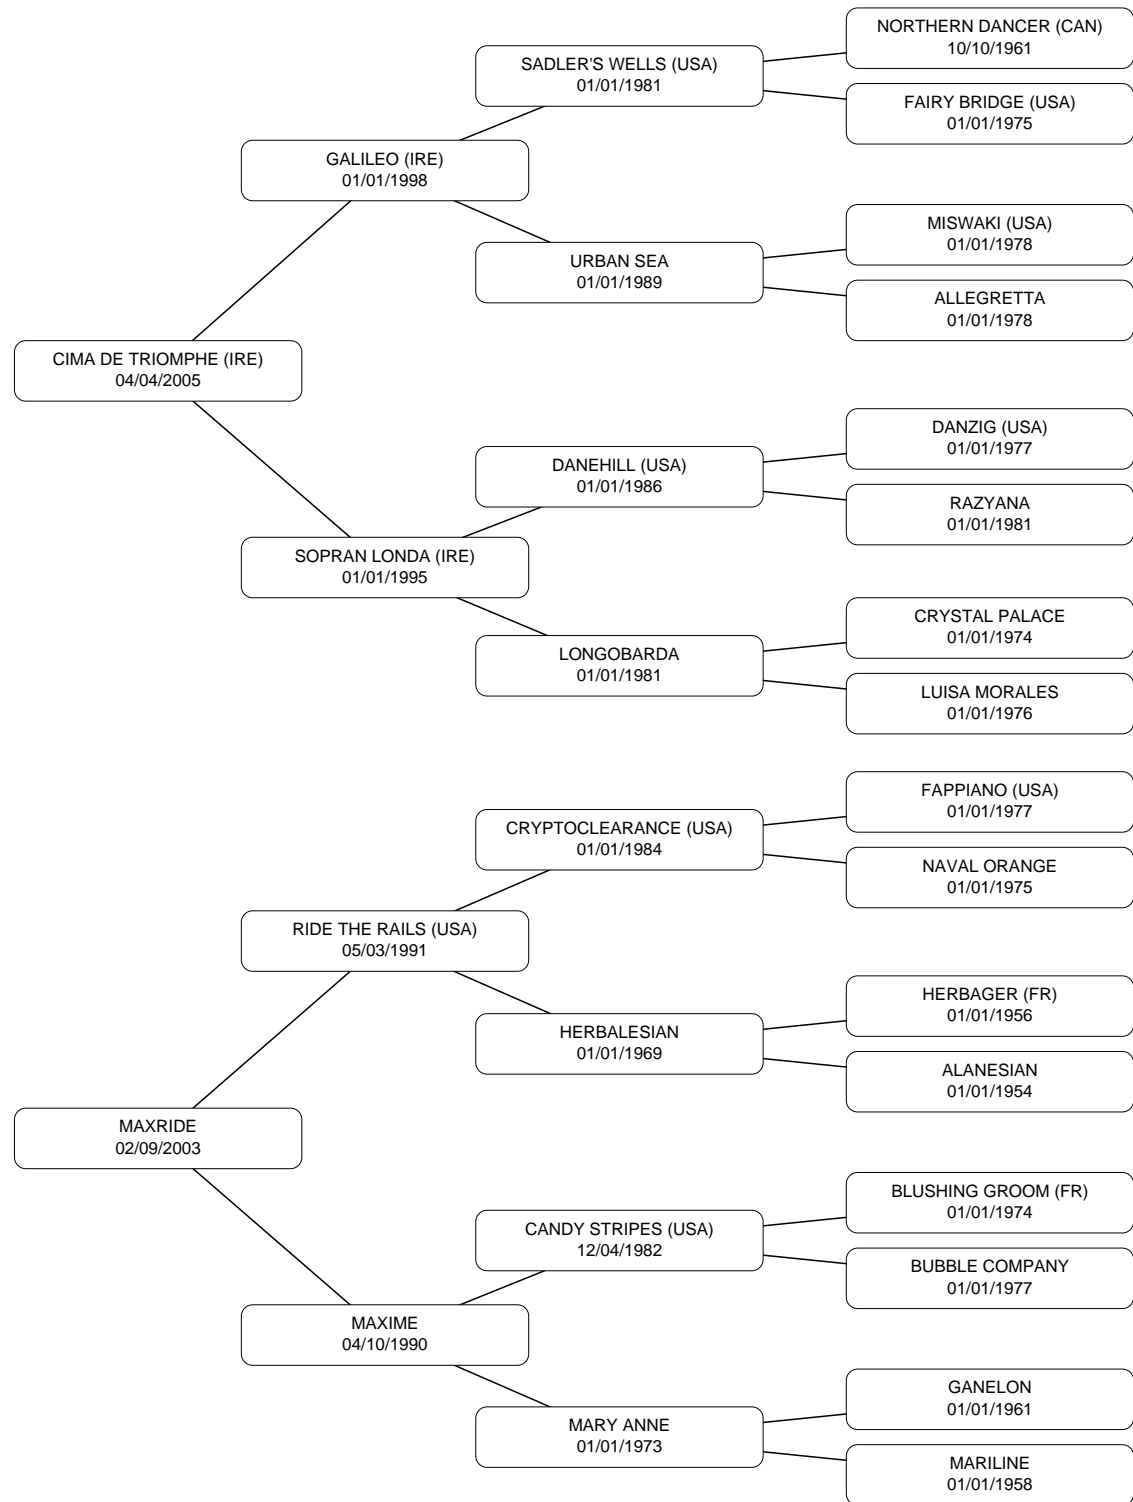 NORTHERN DANCER (CAN)
10/10/1961
SADLER'S WELLS (USA)
01/01/1981
FAIRY BRIDGE (USA)
01/01/1975
GALILEO (IRE)
01/01/1998
MISWAKI (USA)
01/01/1978
URBAN SEA
01/01/1989
ALLEGRETTA
01/01/1978
CIMA DE TRIOMPHE (IRE)
04/04/2005
DANZIG (USA)
01/01/1977
DANEHILL (USA)
01/01/1986
RAZYANA
01/01/1981
SOPRAN LONDA (IRE)
01/01/1995
CRYSTAL PALACE
01/01/1974
LONGOBARDA
01/01/1981
LUISA MORALES
01/01/1976
FAPPIANO (USA)
01/01/1977
CRYPTOCLEARANCE (USA)
01/01/1984
NAVAL ORANGE
01/01/1975
RIDE THE RAILS (USA)
05/03/1991
HERBAGER (FR)
01/01/1956
HERBALESIAN
01/01/1969
ALANESIAN
01/01/1954
MAXRIDE
02/09/2003
BLUSHING GROOM (FR)
01/01/1974
CANDY STRIPES (USA)
12/04/1982
BUBBLE COMPANY
01/01/1977
MAXIME
04/10/1990
GANELON
01/01/1961
MARY ANNE
01/01/1973
MARILINE
01/01/1958